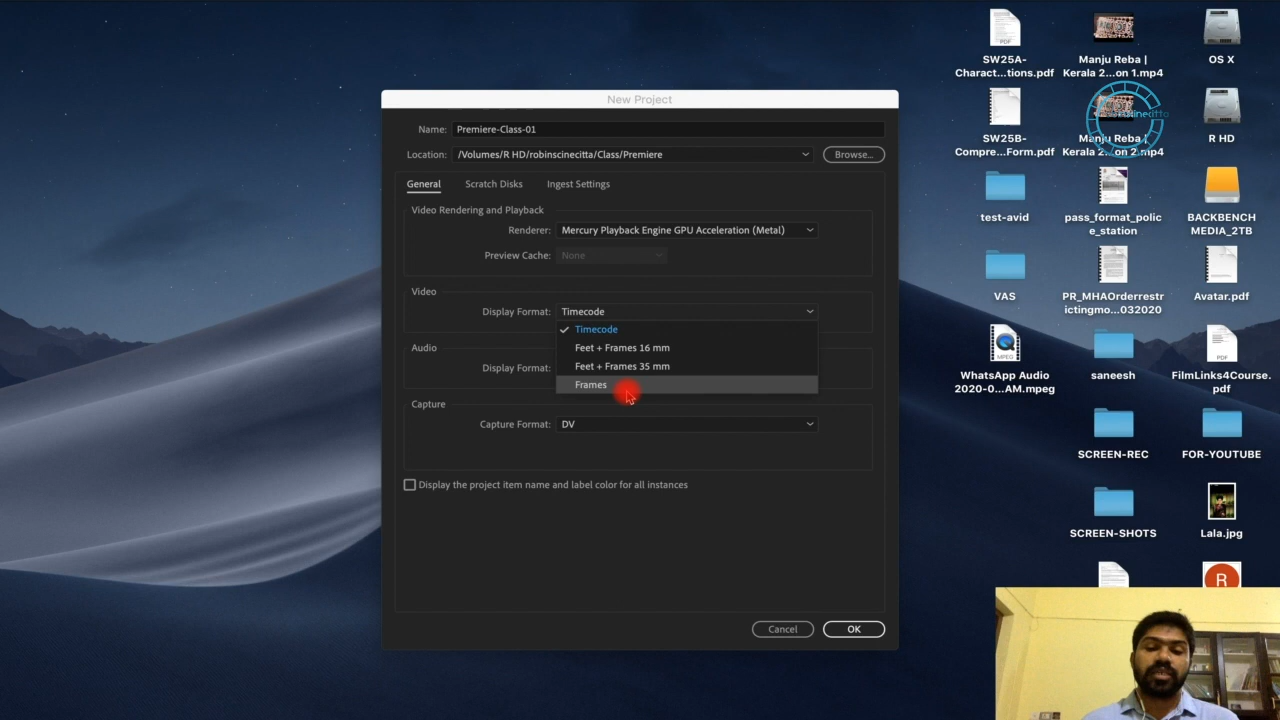 New Project
Name: Premiere-Class-01
Location: /Volumes/R HD/robinscinecitta/Class/Premiere
Browse...
General
Scratch Disks
Ingest Settings
Video Rendering and Playback
Renderer: Mercury Playback Engine GPU Acceleration (Metal)
Preview Cache: None
Video
Display Format: Timecode
Timecode
Feet + Frames 16 mm
Feet + Frames 35 mm
Frames
Audio
Display Format:
Capture
Capture Format: DV
Display the project item name and label color for all instances
Cancel
OK
PDF
SW25A-
Charact...tions.pdf
Manju Reba |
Kerala 2...on 1.mp4
OS X
SW25B-
Compre...Form.pdf
Manju Reba |
Kerala 2...on 2.mp4
R HD
test-avid
pass_format_polic
e_station
BACKBENCH
MEDIA_2TB
VAS
PR_MHAOrderrestr
ictingmo...032020
Avatar.pdf
MPEG
WhatsApp Audio
2020-0...AM.mpeg
saneesh
PDF
FilmLinks4Course.
pdf
SCREEN-REC
FOR-YOUTUBE
SCREEN-SHOTS
Lala.jpg
R